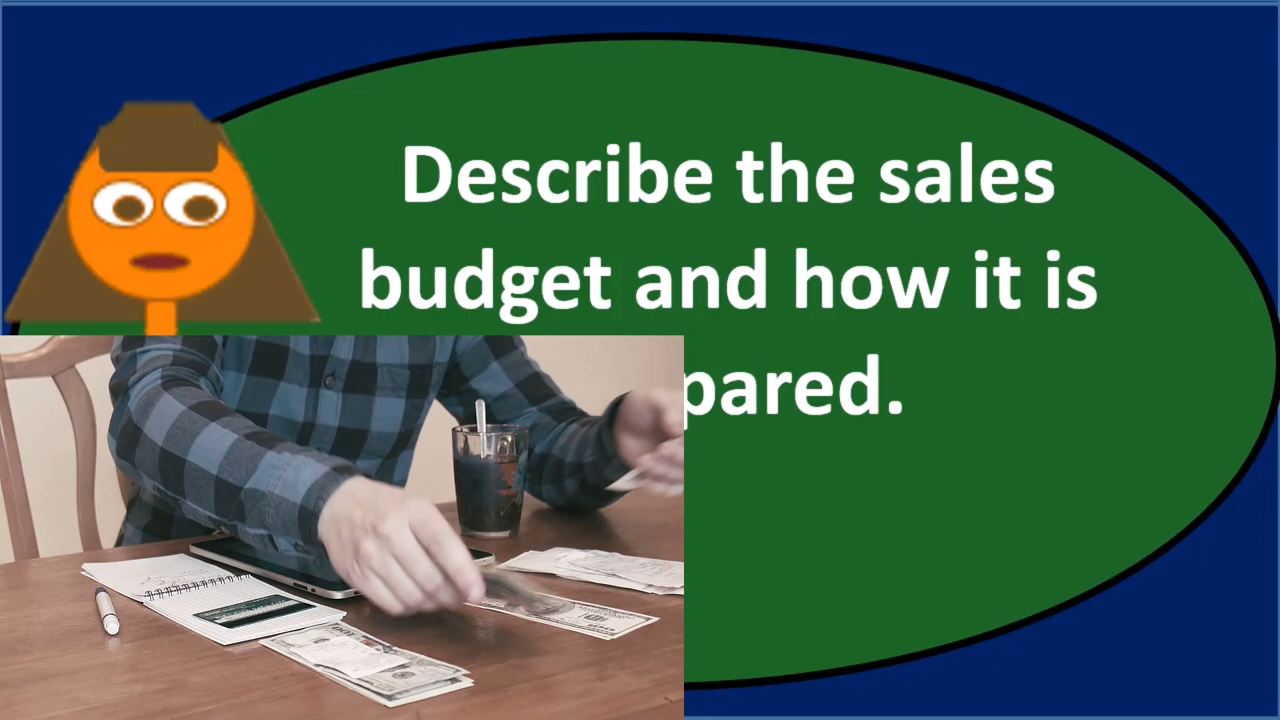 Describe the sales
budget and how it is
pared.